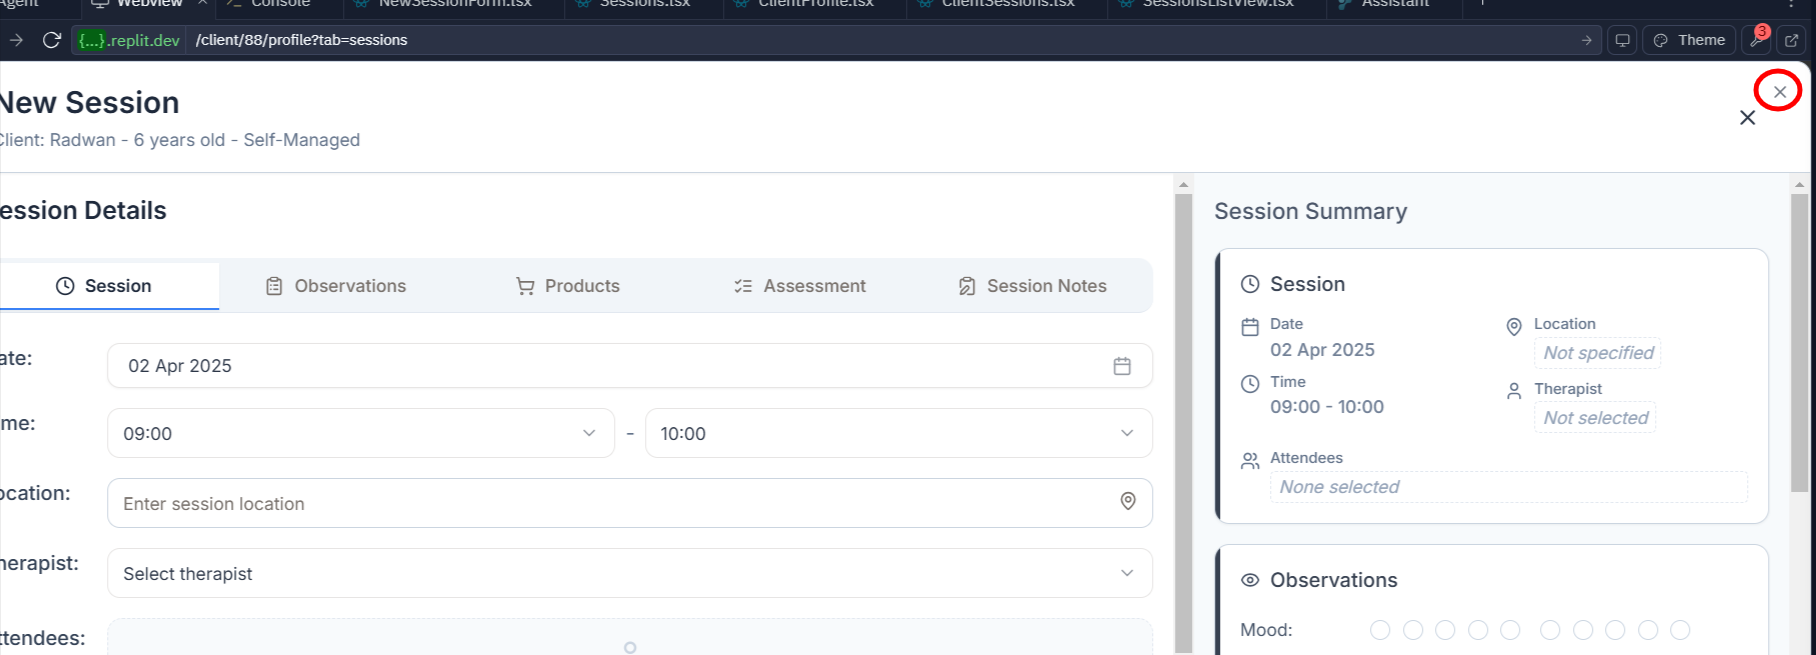 Webview
Console
NewSessionForm.tsx
Sessions.tsx
ClientProfile.tsx
ClientSessions.tsx
SessionsListView.tsx
Assistant
{...}.replit.dev
/client/88/profile?tab=sessions
Theme
3
New Session
Client: Radwan - 6 years old - Self-Managed
ession Details
Session
Observations
Products
Assessment
Session Notes
ate:
02 Apr 2025
me:
09:00
-
10:00
ocation:
Enter session location
herapist:
Select therapist
ttendees:
Session Summary
Session
Date
02 Apr 2025
Location
Not specified
Time
09:00 - 10:00
Therapist
Not selected
Attendees
None selected
Observations
Mood: